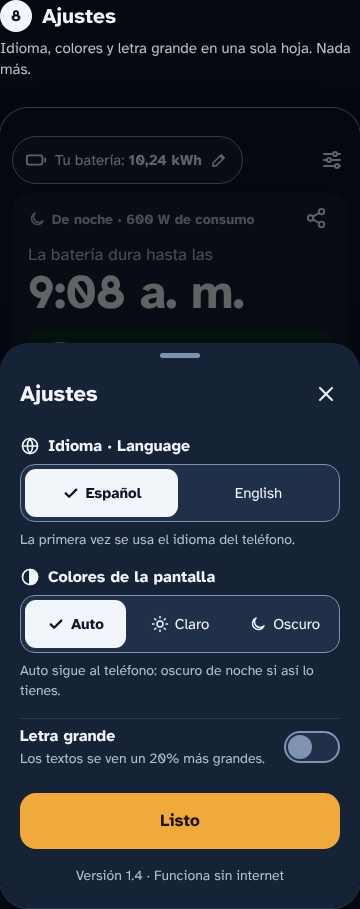 8 Ajustes
Idioma, colores y letra grande en una sola hoja. Nada
más.
Tu batería: 10,24 kWh
De noche · 600 W de consumo
La batería dura hasta las
9:08 a. m.
Ajustes
Idioma · Language
Español English
La primera vez se usa el idioma del teléfono.
Colores de la pantalla
Auto Claro Oscuro
Auto sigue al teléfono: oscuro de noche si así lo
tienes.
Letra grande
Los textos se ven un 20% más grandes.
Listo
Versión 1.4 · Funciona sin internet